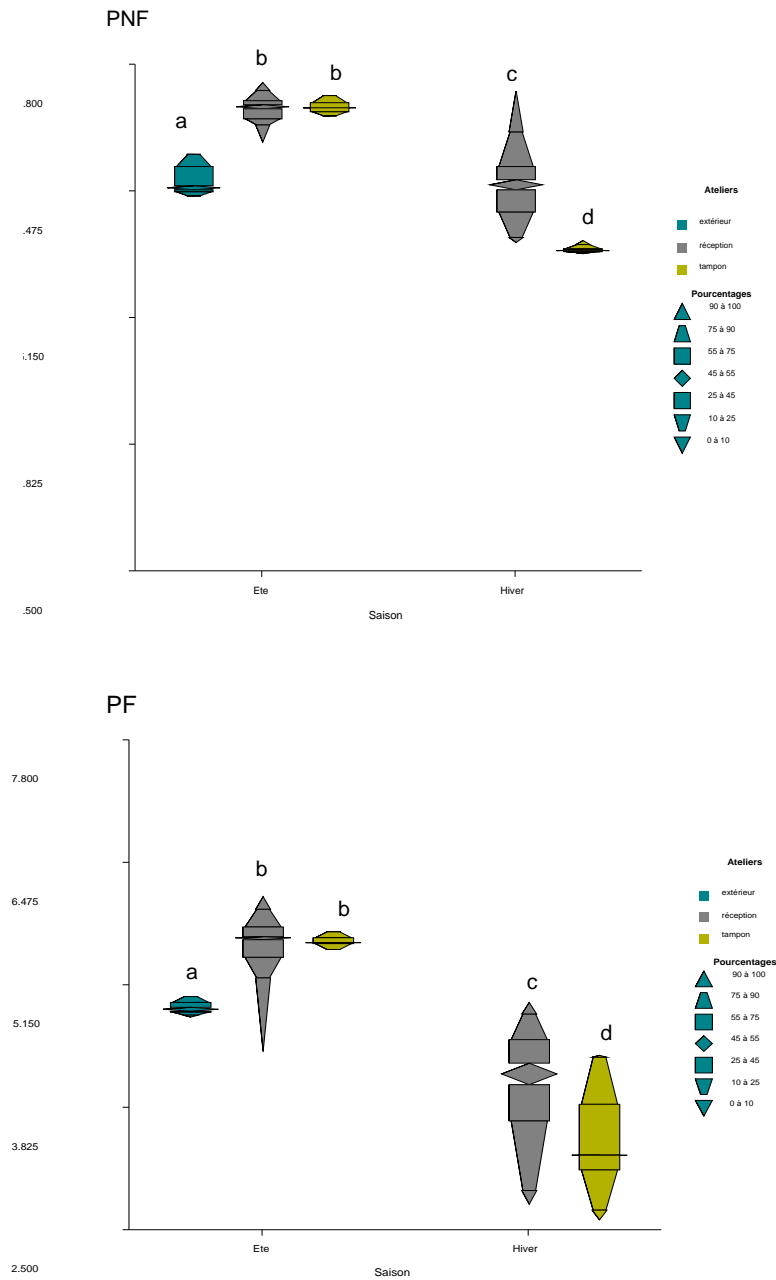 PNF
b
b
c
a
d
.800
.475
:.150
.825
.500
Ete
Hiver
Saison
Ateliers
extérieur
réception
tampon
Pourcentages
90 à 100
75 à 90
55 à 75
45 à 55
25 à 45
10 à 25
0 à 10
PF
b
b
a
c
d
7.800
6.475
5.150
3.825
2.500
Ete
Hiver
Saison
Ateliers
extérieur
réception
tampon
Pourcentages
90 à 100
75 à 90
55 à 75
45 à 55
25 à 45
10 à 25
0 à 10